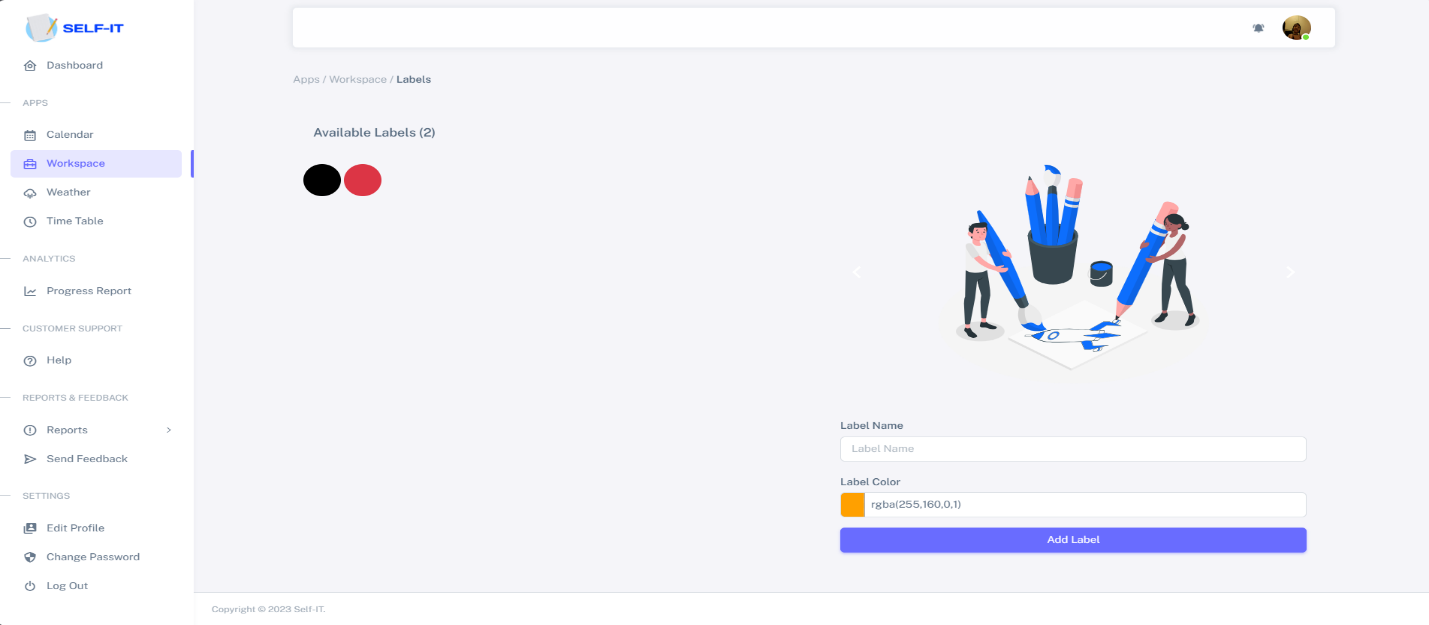 SELF-IT
Dashboard
APPS
Calendar
Workspace
Weather
Time Table
ANALYTICS
Progress Report
CUSTOMER SUPPORT
Help
REPORTS & FEEDBACK
Reports
Send Feedback
SETTINGS
Edit Profile
Change Password
Log Out
Apps / Workspace / Labels
Available Labels (2)
Label Name
Label Name
Label Color
rgba(255,160,0,1)
Add Label
Copyright © 2023 Self-IT.